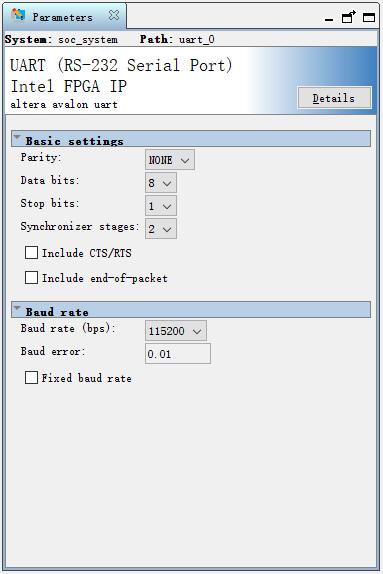 Parameters
System: soc_system Path: uart_0
UART (RS-232 Serial Port)
Intel FPGA IP
altera avalon uart
Details
Basic settings
Parity: NONE
Data bits: 8
Stop bits: 1
Synchronizer stages: 2
Include CTS/RTS
Include end-of-packet
Baud rate
Baud rate (bps): 115200
Baud error: 0.01
Fixed baud rate